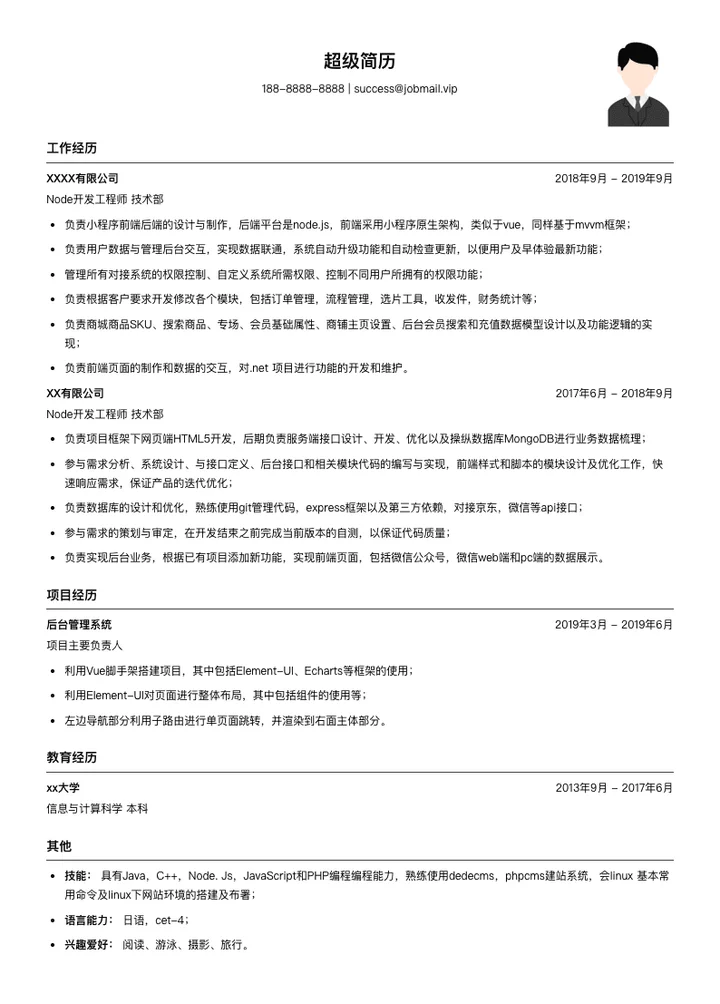 超级简历
188-8888-8888 | success@jobmail.vip
工作经历
XXXX有限公司 2018年9月 - 2019年9月
Node开发工程师 技术部
• 负责小程序前端后端的设计与制作，后端平台是node.js，前端采用小程序原生架构，类似于vue，同样基于mvvm框架；
• 负责用户数据与管理后台交互，实现数据联通，系统自动升级功能和自动检查更新，以便用户及早体验最新功能；
• 管理所有对接系统的权限控制、自定义系统所需权限、控制不同用户所拥有的权限功能；
• 负责根据客户要求开发修改各个模块，包括订单管理，流程管理，选片工具，收发件，财务统计等；
• 负责商城商品SKU、搜索商品、专场、会员基础属性、商铺主页设置、后台会员搜索和充值数据模型设计以及功能逻辑的实
现；
• 负责前端页面的制作和数据的交互，对.net 项目进行功能的开发和维护。
XX有限公司 2017年6月 - 2018年9月
Node开发工程师 技术部
• 负责项目框架下网页端HTML5开发，后期负责服务端接口设计、开发、优化以及操纵数据库MongoDB进行业务数据梳理；
• 参与需求分析、系统设计、与接口定义、后台接口和相关模块代码的编写与实现，前端样式和脚本的模块设计及优化工作，快
速响应需求，保证产品的迭代优化；
• 负责数据库的设计和优化，熟练使用git管理代码，express框架以及第三方依赖，对接京东，微信等api接口；
• 参与需求的策划与审定，在开发结束之前完成当前版本的自测，以保证代码质量；
• 负责实现后台业务，根据已有项目添加新功能，实现前端页面，包括微信公众号，微信web端和pc端的数据展示。
项目经历
后台管理系统 2019年3月 - 2019年6月
项目主要负责人
• 利用Vue脚手架搭建项目，其中包括Element-UI、Echarts等框架的使用；
• 利用Element-UI对页面进行整体布局，其中包括组件的使用等；
• 左边导航部分利用子路由进行单页面跳转，并渲染到右面主体部分。
教育经历
xx大学 2013年9月 - 2017年6月
信息与计算科学 本科
其他
• 技能： 具有Java，C++，Node. Js，JavaScript和PHP编程编程能力，熟练使用dedecms，phpcms建站系统，会linux 基本常
用命令及linux下网站环境的搭建及布署；
• 语言能力： 日语，cet-4；
• 兴趣爱好： 阅读、游泳、摄影、旅行。